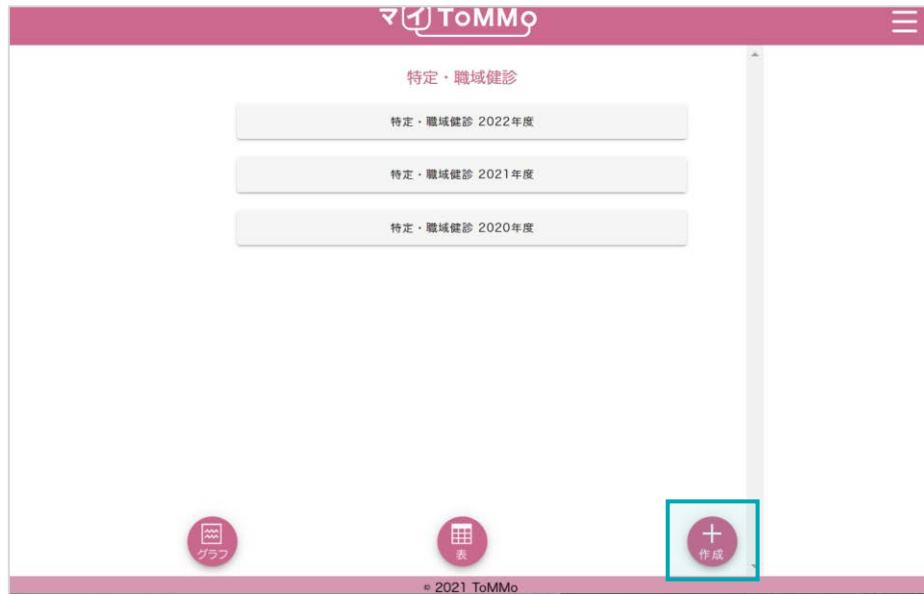 マイToMMo
特定・職域健診
特定・職域健診 2022年度
特定・職域健診 2021年度
特定・職域健診 2020年度
グラフ
表
作成
© 2021 ToMMo